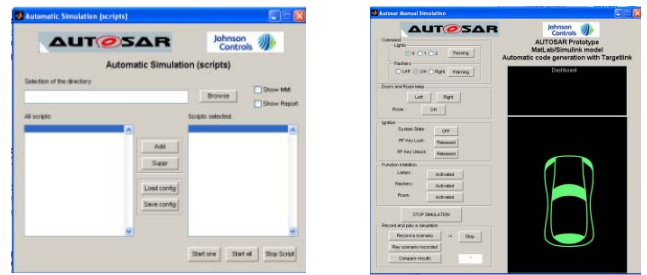 Automatic Simulation (scripts)
AUTOSAR
Johnson Controls
Automatic Simulation (scripts)
Selection of the directory:
Browse
Show MMI
Show Report
All scripts:
Scripts selected:
Add
Suppr
Load config
Save config
Start one
Start all
Stop Script
Autosar Manual Simulation
AUTOSAR
Johnson Controls
AUTOSAR Prototype
MatLab/Simulink model
Automatic code generation with Targetlink
Command
Lights
0 1 2
Parking
Flashers
Left Off Right
Warning
Doors and Room lamp
Left
Right
Room :
Off
Ignition
System State :
OFF
RF Key Lock :
Released
RF Key Unlock :
Released
Function inhibition
Lamps :
Activated
Flashers :
Activated
Room :
Activated
STOP SIMULATION
Record and play a simulation
Record a scenario
->
Stop
Play scenario recorded
Compare results
Dashboard